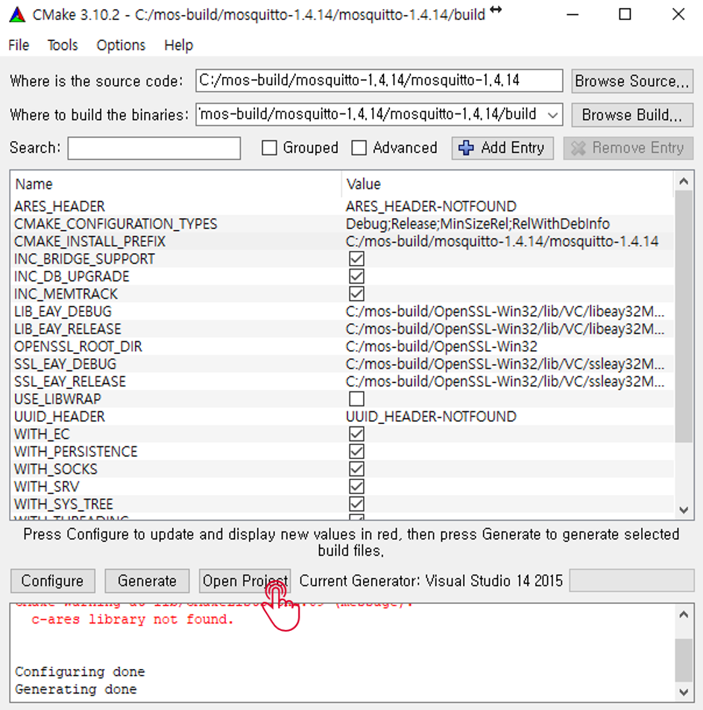 CMake 3.10.2 - C:/mos-build/mosquitto-1.4.14/mosquitto-1.4.14/build
File Tools Options Help
Where is the source code: C:/mos-build/mosquitto-1.4.14/mosquitto-1.4.14 Browse Source...
Where to build the binaries: mos-build/mosquitto-1.4.14/mosquitto-1.4.14/build Browse Build...
Search: Grouped Advanced Add Entry Remove Entry
Name Value
ARES_HEADER ARES_HEADER-NOTFOUND
CMAKE_CONFIGURATION_TYPES Debug;Release;MinSizeRel;RelWithDebInfo
CMAKE_INSTALL_PREFIX C:/mos-build/mosquitto-1.4.14/mosquitto-1.4.14
INC_BRIDGE_SUPPORT
INC_DB_UPGRADE
INC_MEMTRACK
LIB_EAY_DEBUG C:/mos-build/OpenSSL-Win32/lib/VC/libeay32M...
LIB_EAY_RELEASE C:/mos-build/OpenSSL-Win32/lib/VC/libeay32M...
OPENSSL_ROOT_DIR C:/mos-build/OpenSSL-Win32
SSL_EAY_DEBUG C:/mos-build/OpenSSL-Win32/lib/VC/ssleay32M...
SSL_EAY_RELEASE C:/mos-build/OpenSSL-Win32/lib/VC/ssleay32M...
USE_LIBWRAP
UUID_HEADER UUID_HEADER-NOTFOUND
WITH_EC
WITH_PERSISTENCE
WITH_SOCKS
WITH_SRV
WITH_SYS_TREE
WITH_THREADING
Press Configure to update and display new values in red, then press Generate to generate selected
build files.
Configure Generate Open Project Current Generator: Visual Studio 14 2015
CMake Warning at (message):
c-ares library not found.
Configuring done
Generating done